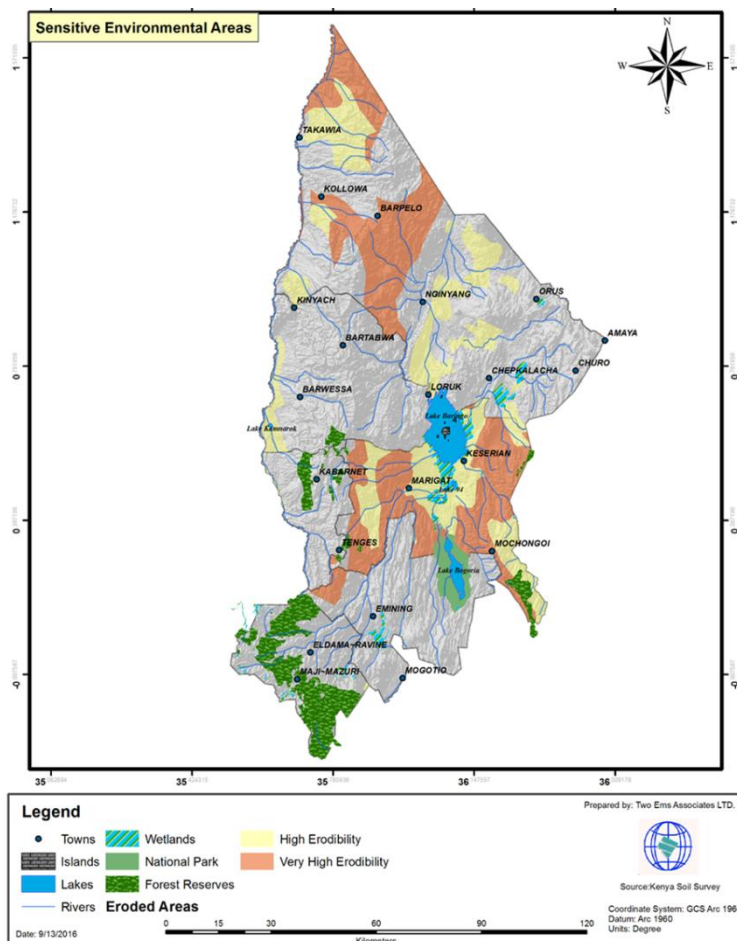 Sensitive Environmental Areas
N
W E
S
TAKAWIA
KOLLOWA
BARPELO
NGINYANG
ORUS
KINYACH
AMAYA
BARTABWA
CHURO
CHEPKALACHA
LORUK
BARWESSA
Lake Baringo
Lake Kamnarok
KESERIAN
KABARNET
MARIGAT
Lake 94
TENGES
MOCHONGOI
Lake Bogoria
EMINING
ELDAMA~RAVINE
MAJI~MAZURI
MOGOTIO
35 35 35 36 36
Legend
Towns
Islands
Lakes
Rivers
Wetlands
National Park
Forest Reserves
Eroded Areas
High Erodibility
Very High Erodibility
Prepared by: Two Ems Associates LTD.
Source:Kenya Soil Survey
Coordinate System: GCS Arc 196
Datum: Arc 1960
Units: Degree
Date: 9/13/2016
0 15 30 60 90 120
Kilometers